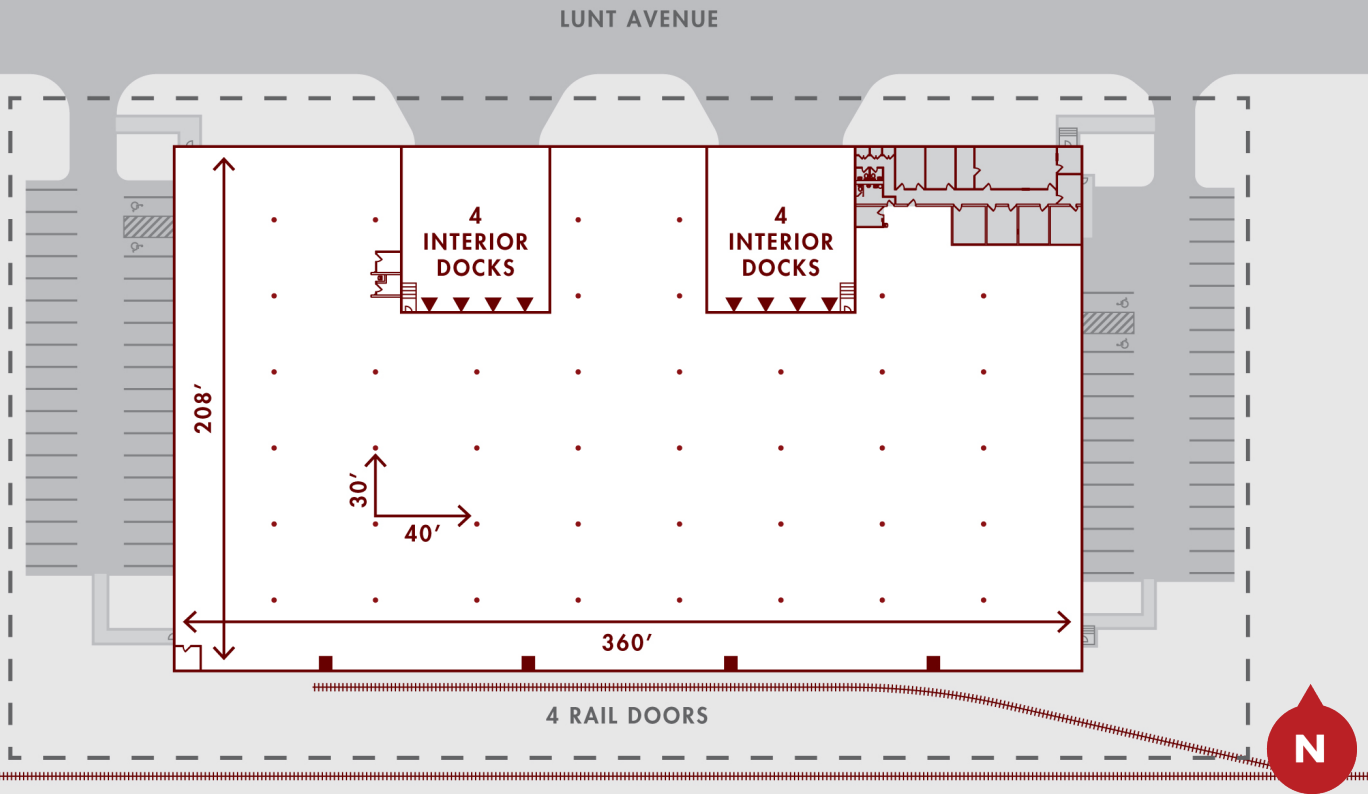 LUNT AVENUE
4
INTERIOR
DOCKS
4
INTERIOR
DOCKS
208′
30′
40′
360′
4 RAIL DOORS
N